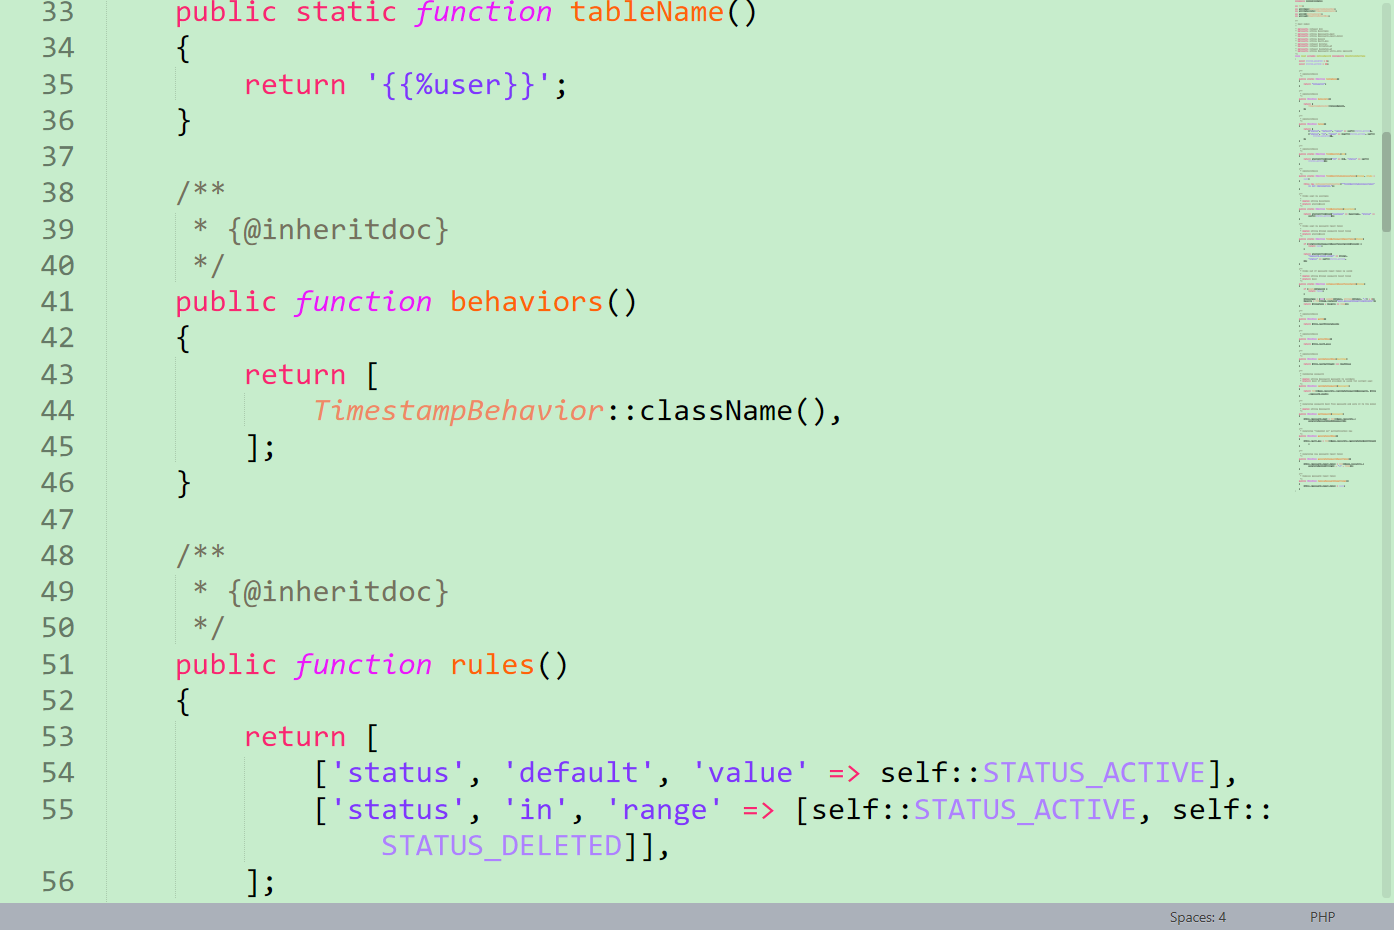 33 public static function tableName()
34 {
35 return '{{%user}}';
36 }
37
38 /**
39 * {@inheritdoc}
40 */
41 public function behaviors()
42 {
43 return [
44 TimestampBehavior::className(),
45 ];
46 }
47
48 /**
49 * {@inheritdoc}
50 */
51 public function rules()
52 {
53 return [
54 ['status', 'default', 'value' => self::STATUS_ACTIVE],
55 ['status', 'in', 'range' => [self::STATUS_ACTIVE, self::
STATUS_DELETED]],
56 ];
Spaces: 4 PHP